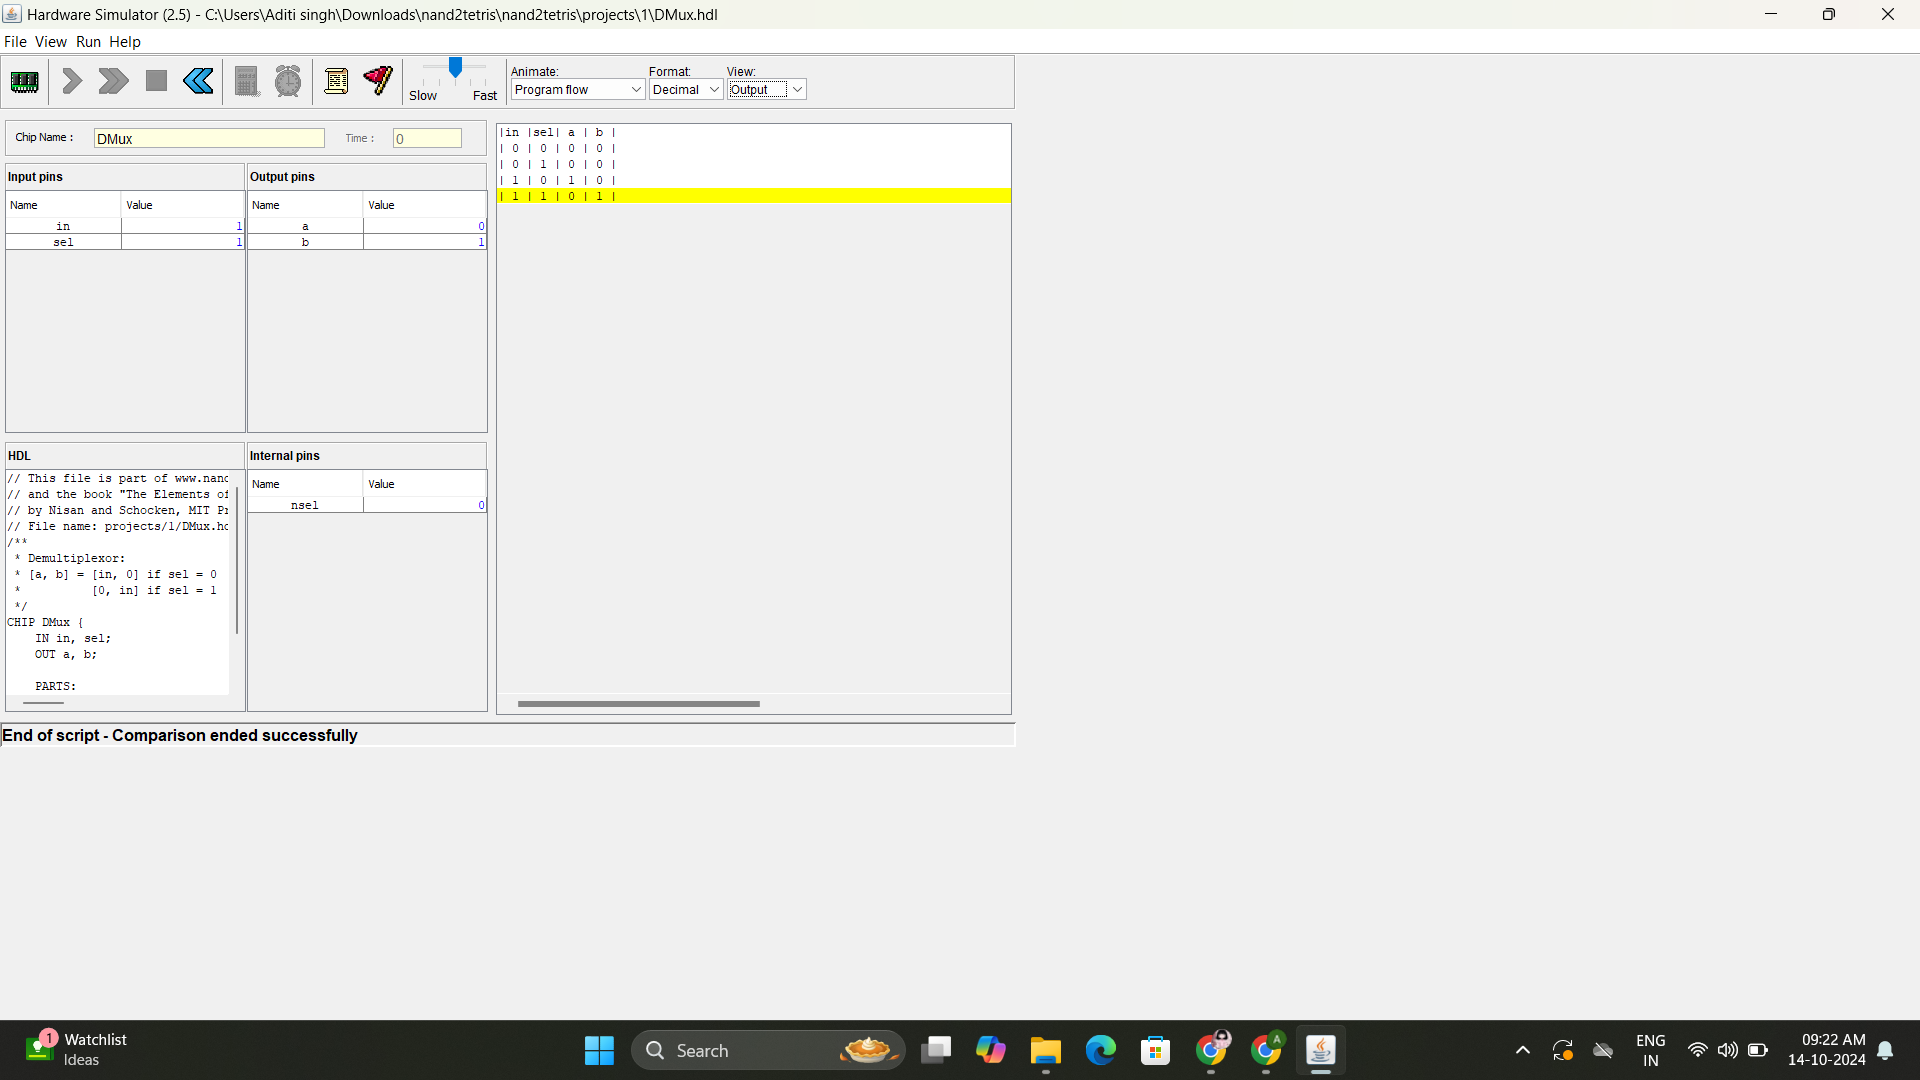 Hardware Simulator (2.5) - C:\Users\Aditi singh\Downloads\nand2tetris\nand2tetris\projects\1\DMux.hdl
File View Run Help
Slow Fast
Animate: Format: View:
Program flow Decimal Output
Chip Name : DMux Time : 0
Input pins
Name Value
in 1
sel 1
Output pins
Name Value
a 0
b 1
|in |sel| a | b |
| 0 | 0 | 0 | 0 |
| 0 | 1 | 0 | 0 |
| 1 | 0 | 1 | 0 |
| 1 | 1 | 0 | 1 |
HDL
// This file is part of www.nand
// and the book "The Elements of
// by Nisan and Schocken, MIT Pr
// File name: projects/1/DMux.hd
/**
* Demultiplexor:
* [a, b] = [in, 0] if sel = 0
* [0, in] if sel = 1
*/
CHIP DMux {
IN in, sel;
OUT a, b;
PARTS:
Internal pins
Name Value
nsel 0
End of script - Comparison ended successfully
1
Watchlist
Ideas
Search
A
ENG
IN
09:22 AM
14-10-2024